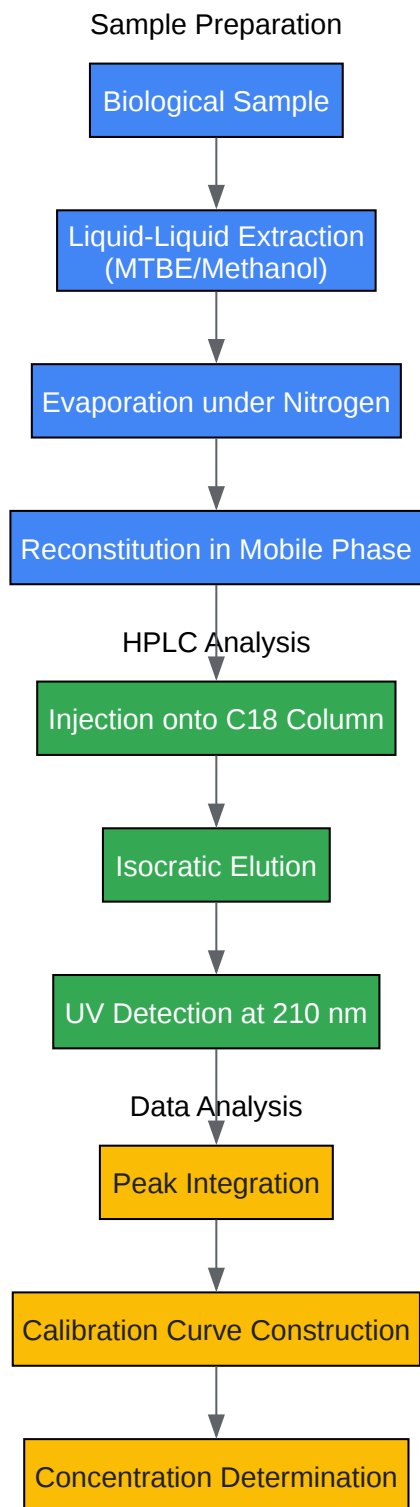 Sample Preparation
Biological Sample
Liquid-Liquid Extraction
(MTBE/Methanol)
Evaporation under Nitrogen
Reconstitution in Mobile Phase
HPLC Analysis
Injection onto C18 Column
Isocratic Elution
UV Detection at 210 nm
Data Analysis
Peak Integration
Calibration Curve Construction
Concentration Determination